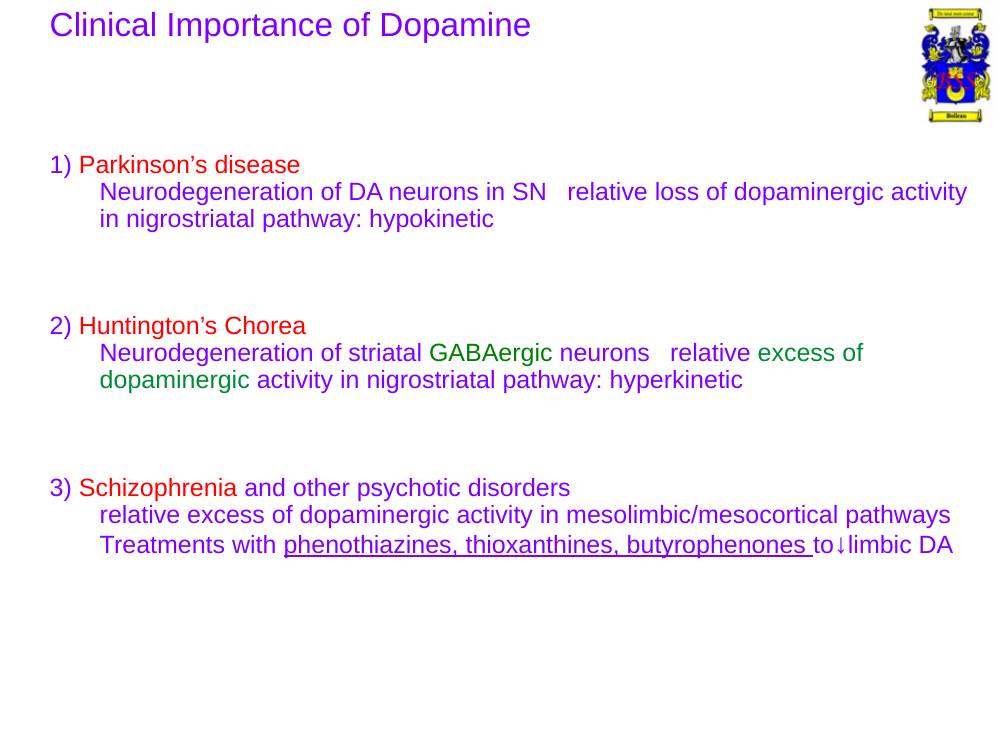 Clinical Importance of Dopamine
1) Parkinson’s disease
Neurodegeneration of DA neurons in SN relative loss of dopaminergic activity
in nigrostriatal pathway: hypokinetic
2) Huntington’s Chorea
Neurodegeneration of striatal GABAergic neurons relative excess of
dopaminergic activity in nigrostriatal pathway: hyperkinetic
3) Schizophrenia and other psychotic disorders
relative excess of dopaminergic activity in mesolimbic/mesocortical pathways
Treatments with phenothiazines, thioxanthines, butyrophenones to↓limbic DA
Boileau